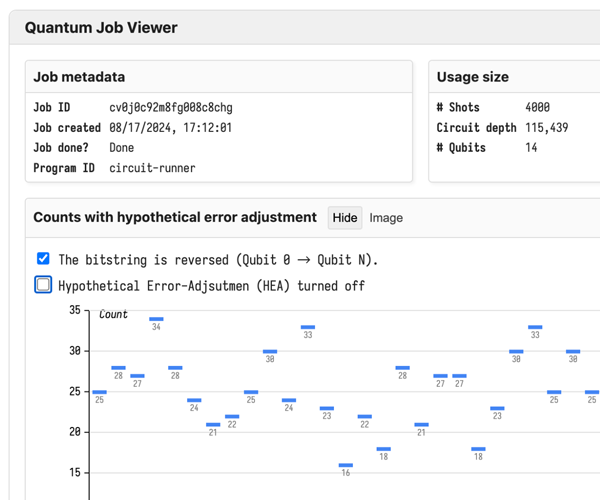 Quantum Job Viewer
Job metadata
Job ID cv0j0c92m8fg008c8chg
Job created 08/17/2024, 17:12:01
Job done? Done
Program ID circuit-runner
Usage size
# Shots 4000
Circuit depth 115,439
# Qubits 14
Counts with hypothetical error adjustment Hide Image
The bitstring is reversed (Qubit 0 → Qubit N).
Hypothetical Error-Adjsutmen (HEA) turned off
Count
35
30
25
20
15
25 28 27 34 28 24 21 22 25 30 24 33 23 16 22 18 28 21 27 27 18 23 30 33 25 30 25